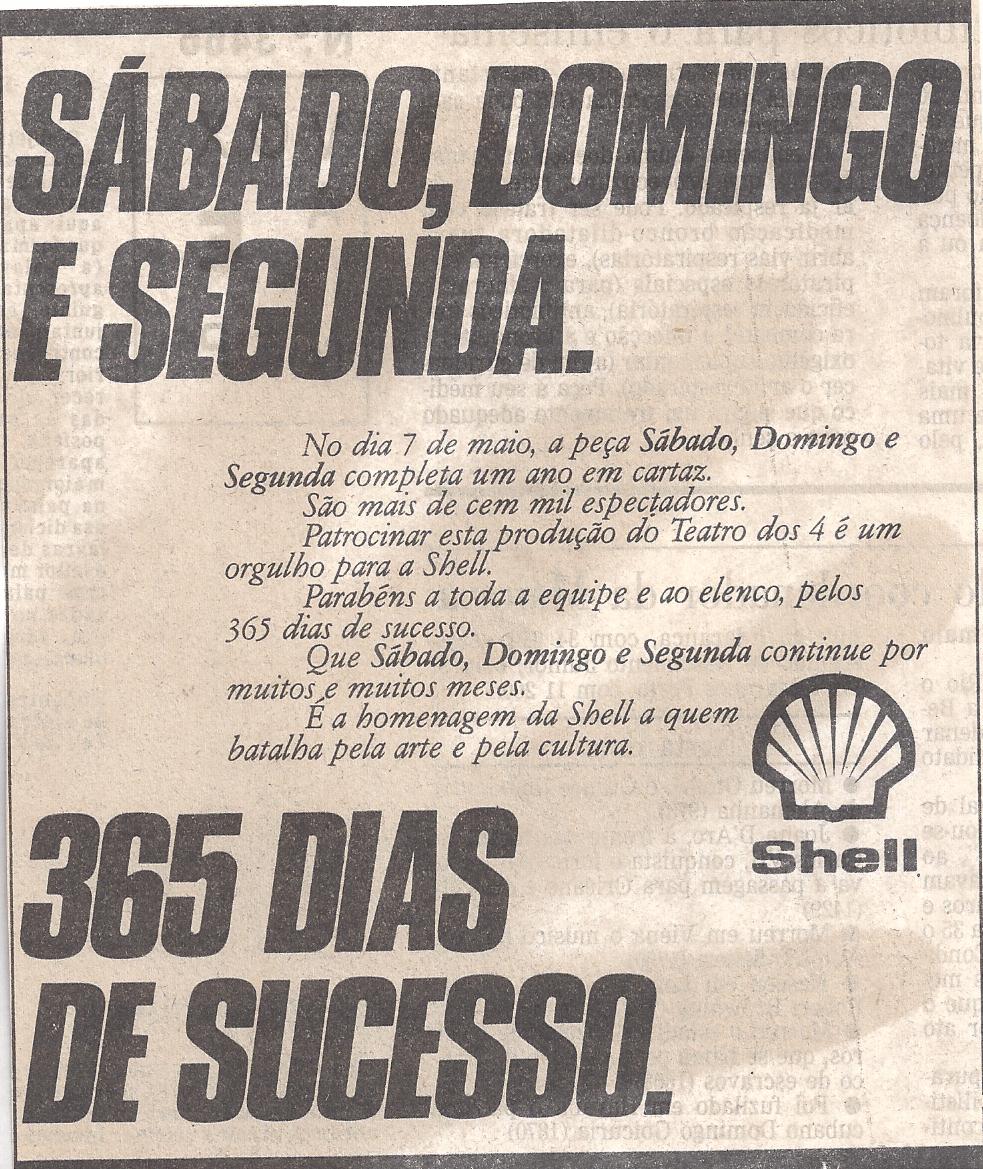 SÁBADO, DOMINGO
E SEGUNDA.
No dia 7 de maio, a peça Sábado, Domingo e
Segunda completa um ano em cartaz.
São mais de cem mil espectadores.
Patrocinar esta produção do Teatro dos 4 é um
orgulho para a Shell.
Parabéns a toda a equipe e ao elenco, pelos
365 dias de sucesso.
Que Sábado, Domingo e Segunda continue por
muitos e muitos meses.
É a homenagem da Shell a quem
batalha pela arte e pela cultura.
Shell
365 DIAS
DE SUCESSO.